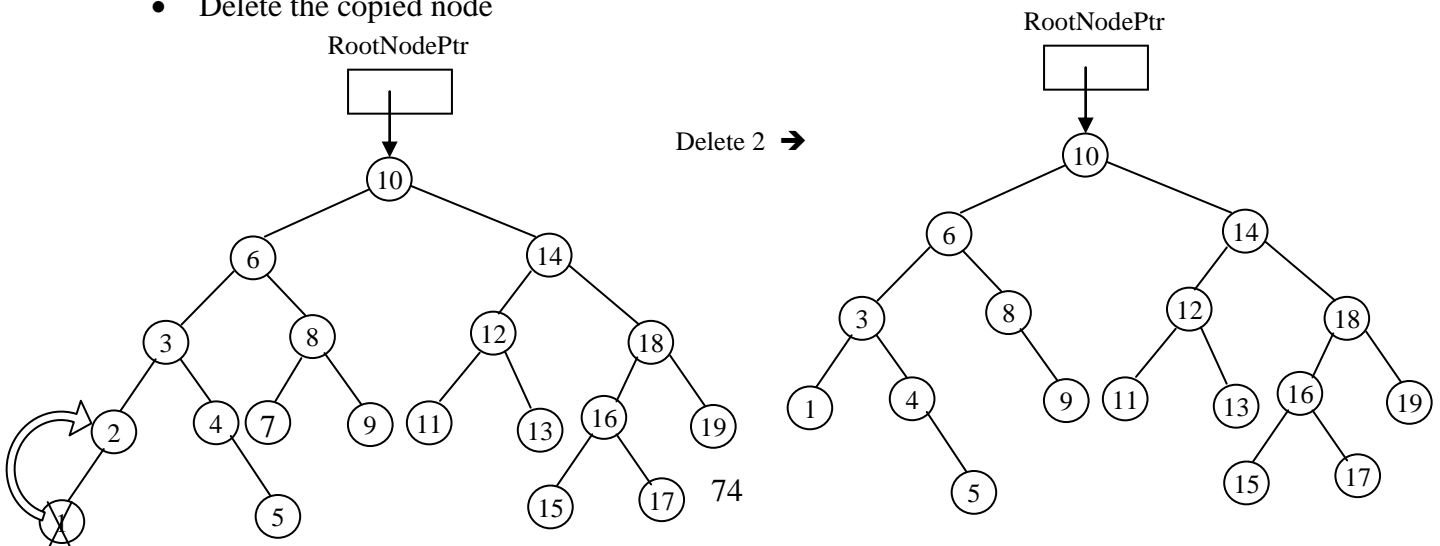 • Delete the copied node
RootNodePtr
10
6 14
3 8 12 18
2 4 7 9 11 13 16 19
1 5 15 17
Delete 2 ➔
RootNodePtr
10
6 14
3 8 12 18
1 4 9 11 13 16 19
5 15 17
74